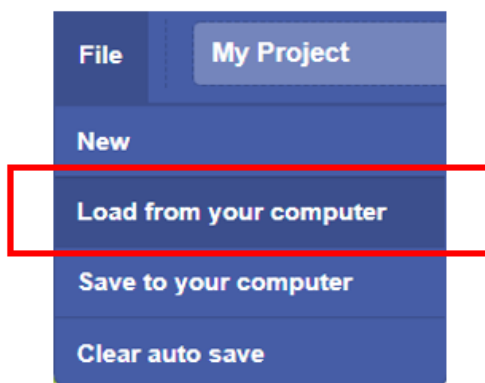 File My Project
New
Load from your computer
Save to your computer
Clear auto save